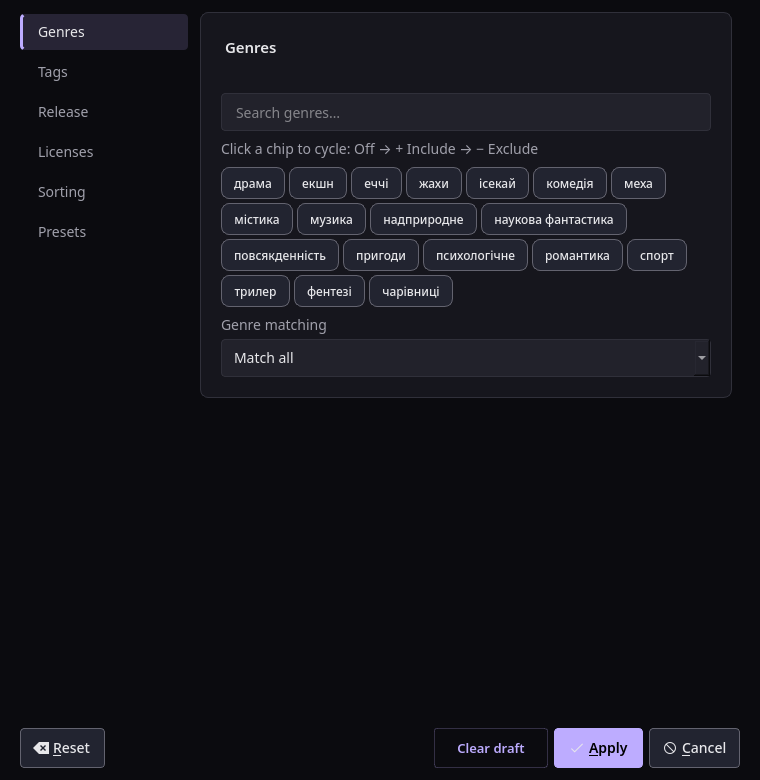 Genres
Tags
Release
Licenses
Sorting
Presets
Genres
Search genres...
Click a chip to cycle: Off → + Include → − Exclude
драма екшн еччі жахи ісекай комедія меха
містика музика надприродне наукова фантастика
повсякденність пригоди психологічне романтика спорт
трилер фентезі чарівниці
Genre matching
Match all
Reset Clear draft Apply Cancel